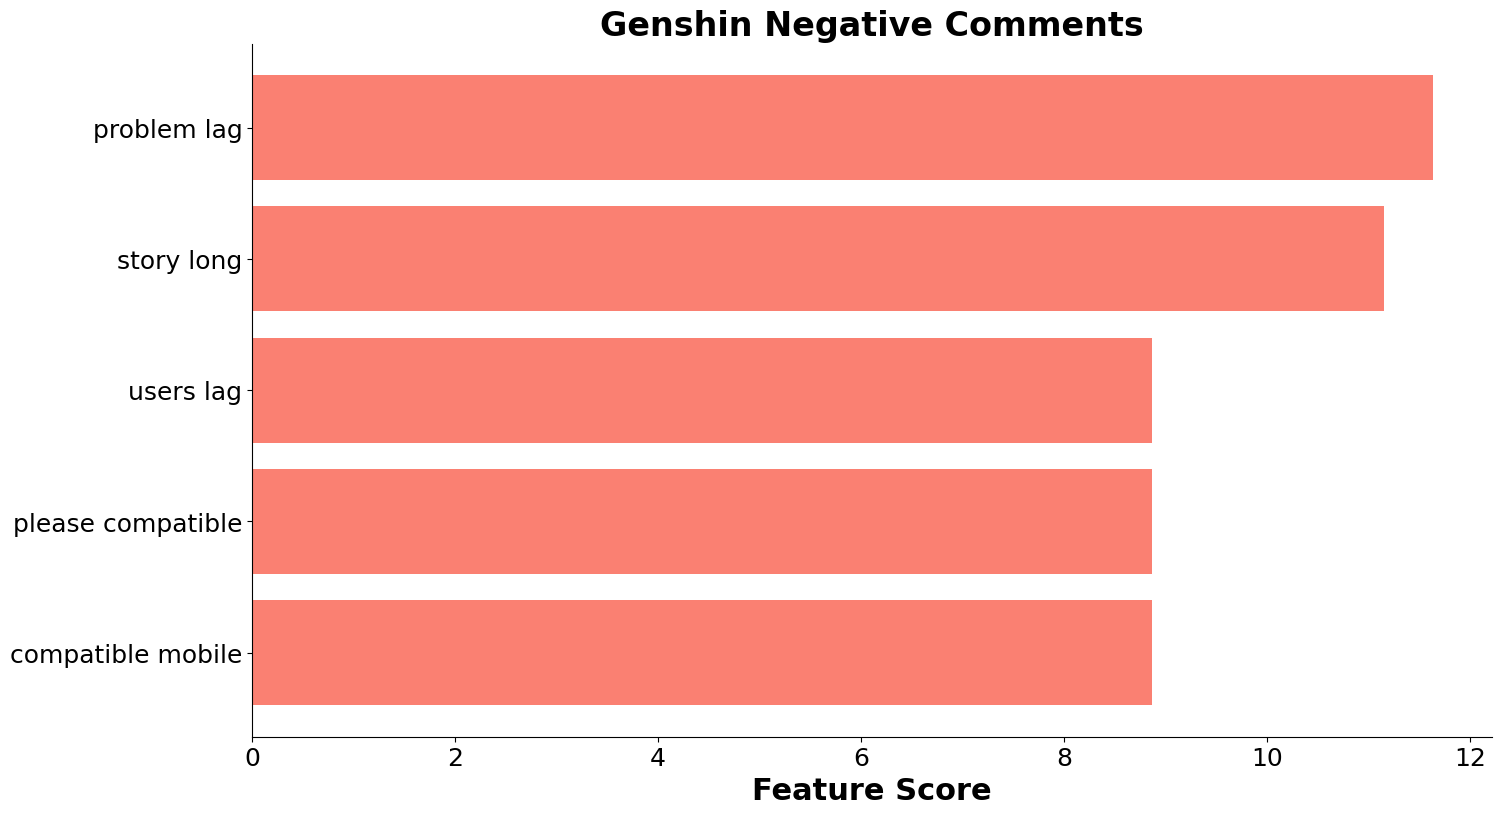 Genshin Negative Comments
problem lag
story long
users lag
please compatible
compatible mobile
0 2 4 6 8 10 12
Feature Score